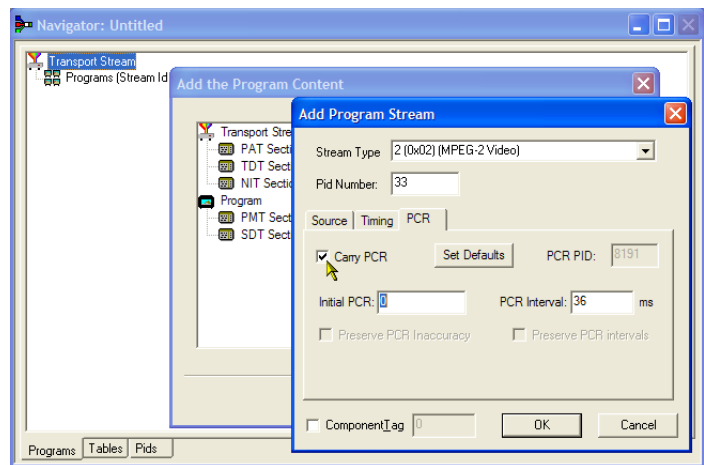 Navigator: Untitled
Transport Stream
Programs (Stream Id
Add the Program Content
Transport Stre
PAT Secti
TDT Sect
NIT Sectio
Program
PMT Sect
SDT Sect
Add Program Stream
Stream Type 2 (0x02) (MPEG-2 Video)
Pid Number: 33
Source Timing PCR
Carry PCR Set Defaults PCR PID: 8191
Initial PCR: 0 PCR Interval: 36 ms
Preserve PCR Inaccuracy Preserve PCR intervals
ComponentTag 0 OK Cancel
Programs Tables Pids